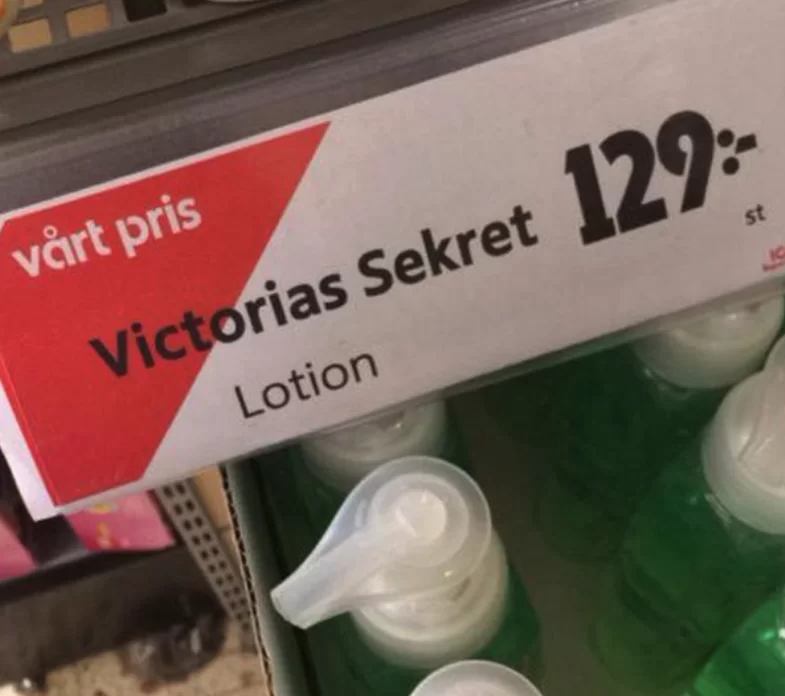 vårt pris
Victorias Sekret
129:-
st
Lotion